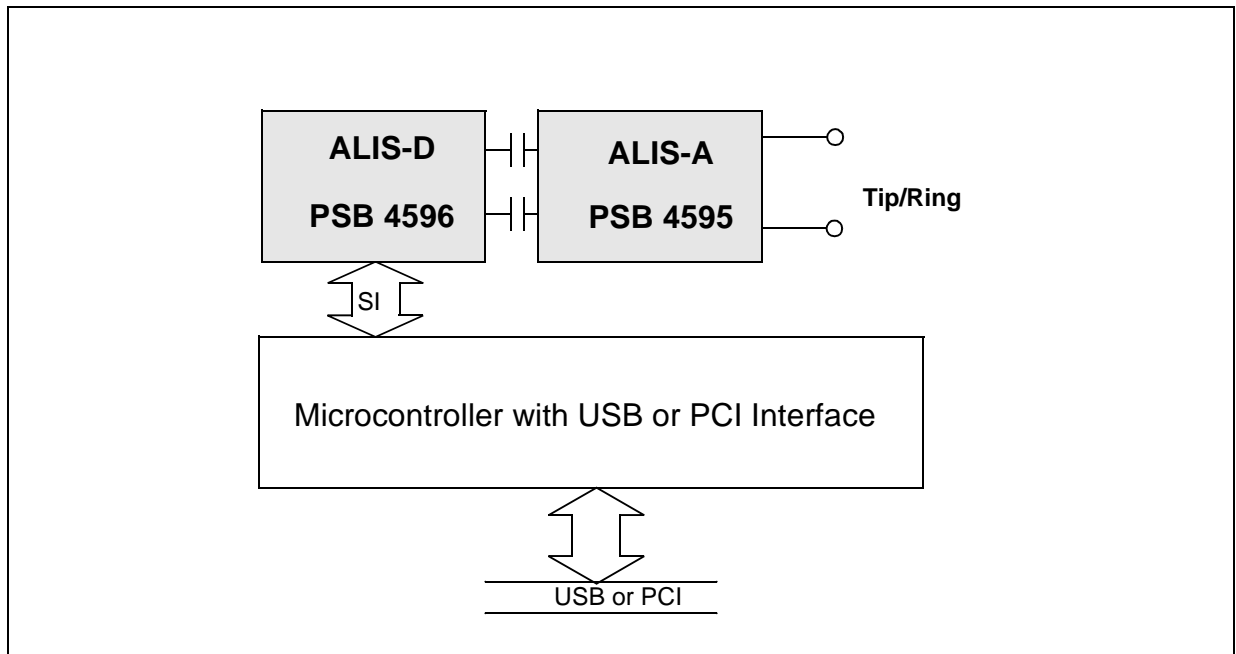 ALIS-D
PSB 4596
ALIS-A
PSB 4595
Tip/Ring
SI
Microcontroller with USB or PCI Interface
USB or PCI